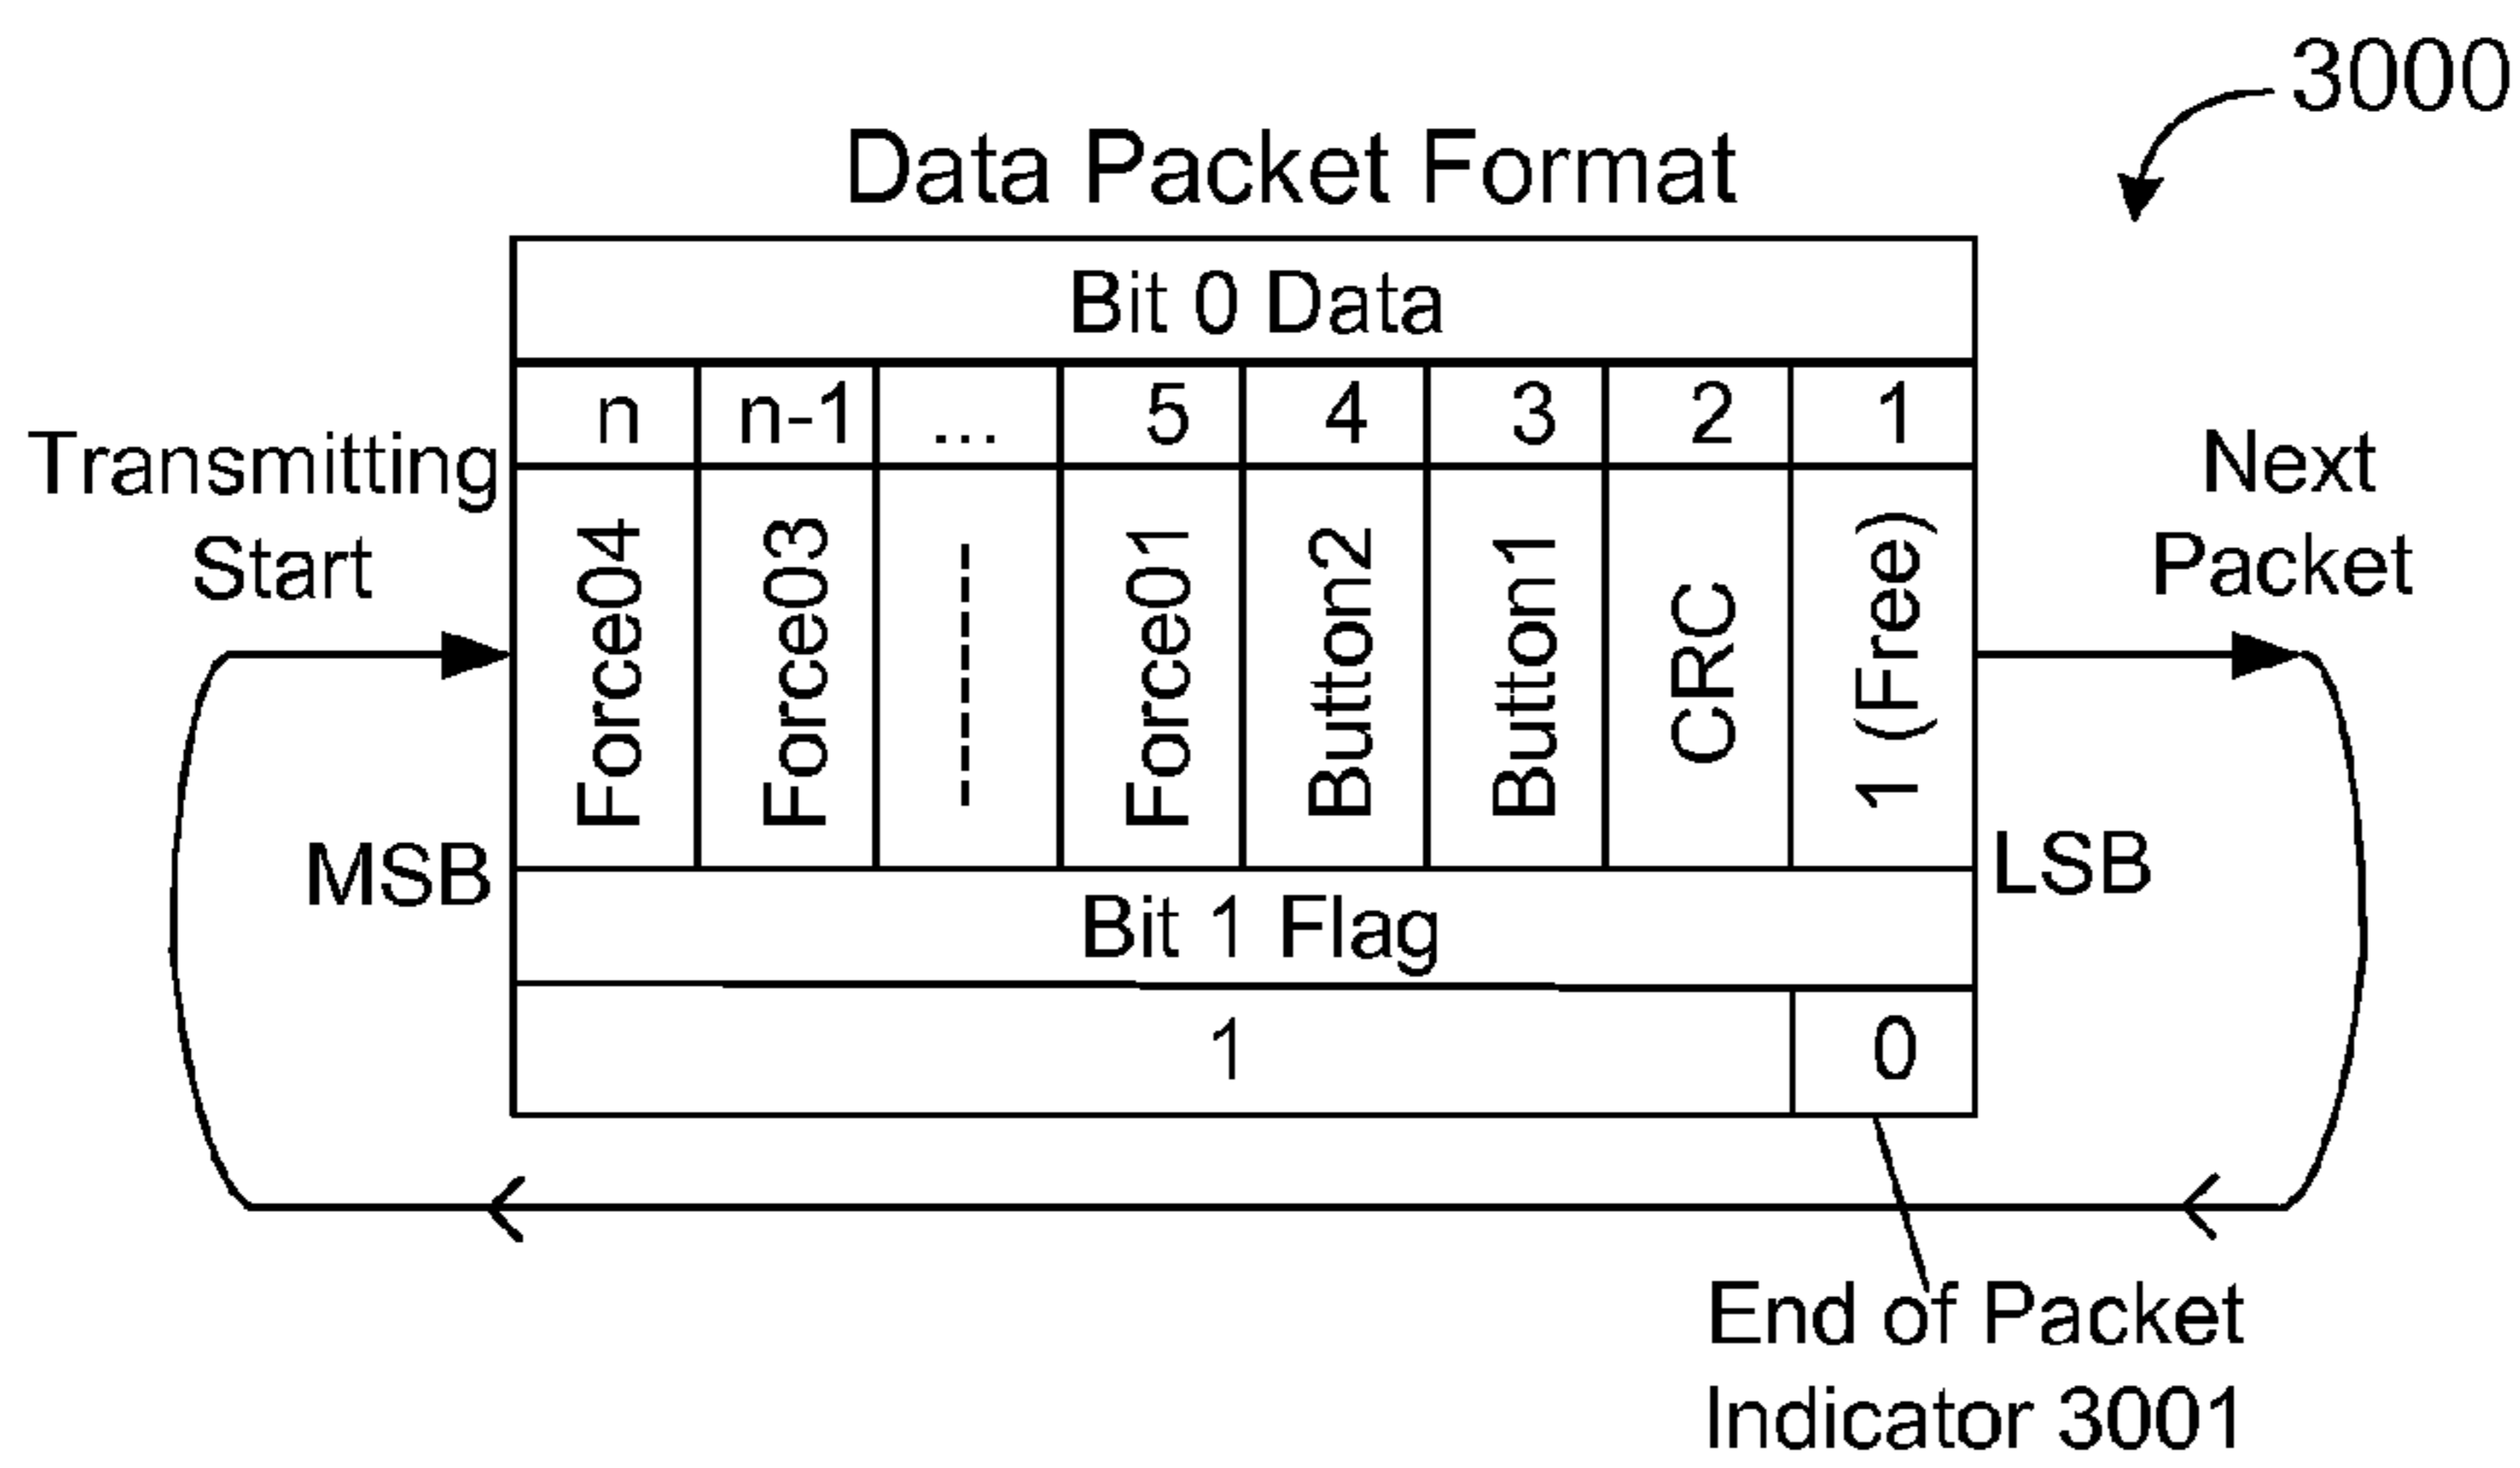 3000
Data Packet Format
Bit 0 Data
n n-1 ... 5 4 3 2 1
Transmitting
Start
Next
Packet
Force04
Force03
Force01
Button2
Button1
CRC
1 (Free)
MSB
LSB
Bit 1 Flag
1 0
End of Packet
Indicator 3001